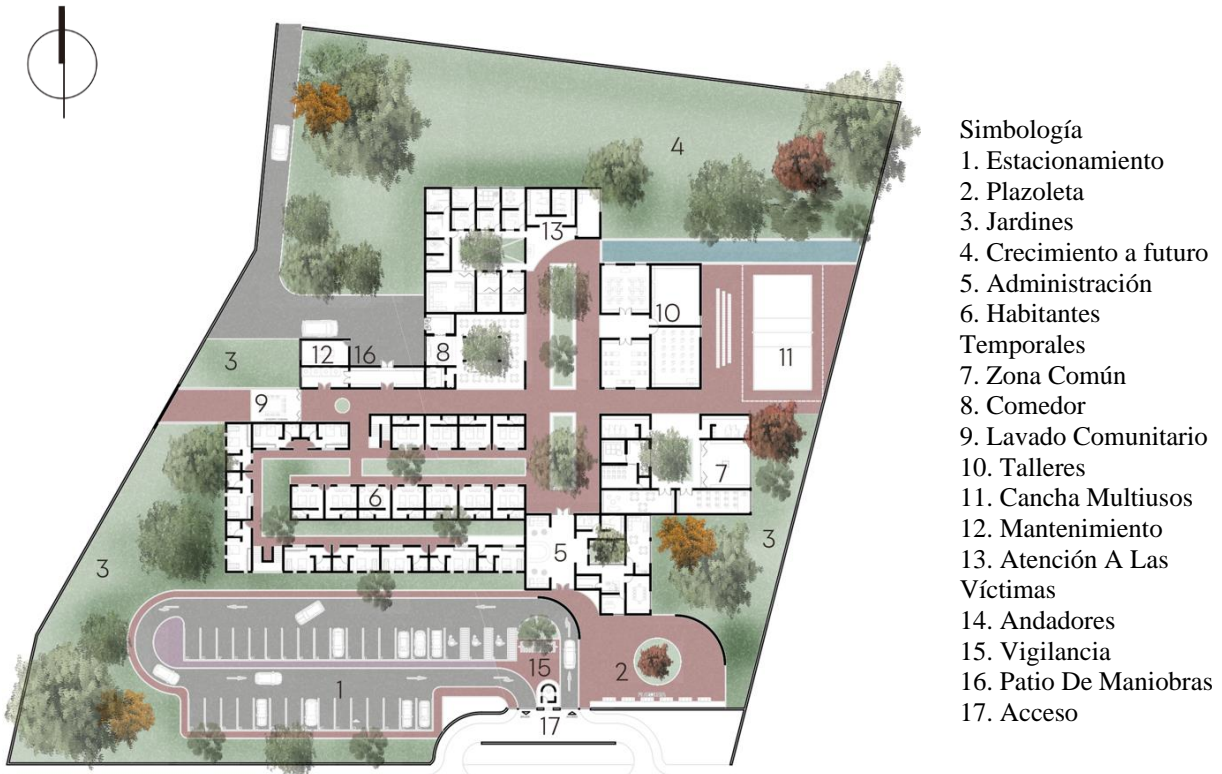 4
13
10
12
16
8
11
3
9
7
6
5
3
3
15
2
1
17
Simbología
1. Estacionamiento
2. Plazoleta
3. Jardines
4. Crecimiento a futuro
5. Administración
6. Habitantes
Temporales
7. Zona Común
8. Comedor
9. Lavado Comunitario
10. Talleres
11. Cancha Multiusos
12. Mantenimiento
13. Atención A Las
Víctimas
14. Andadores
15. Vigilancia
16. Patio De Maniobras
17. Acceso